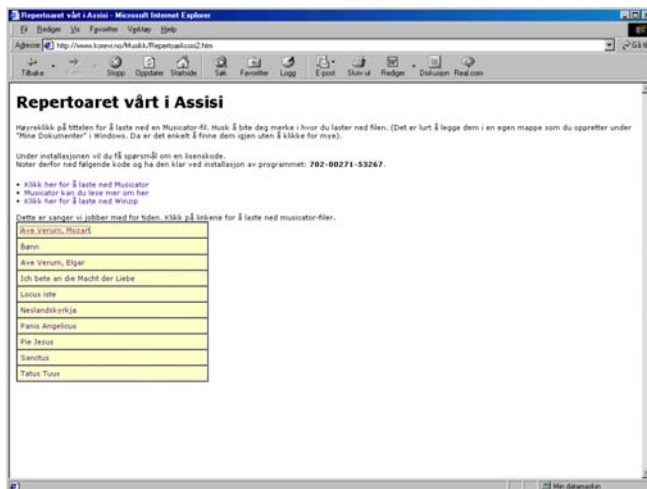 Repertoaret vårt i Assisi - Microsoft Internet Explorer
Fil Rediger Vis Favoritter Verktøy Hjelp
Adresse http://www.korevi.no/Musikk/RepertoarAssisi2.htm Gå til
Tilbake Stopp Oppdater Startside Søk Favoritter Logg E-post Skriv ut Rediger Diskusjon Real.com
Repertoaret vårt i Assisi
Høyreklikk på tittelen for å laste ned en Musicator-fil. Husk å bite deg merke i hvor du laster ned filen. (Det er lurt å legge dem i en egen mappe som du oppretter under
"Mine Dokumenter" i Windows. Da er det enkelt å finne dem igjen uten å klikke for mye).
Under installasjonen vil du få spørsmål om en lisenskode.
Noter derfor ned følgende kode og ha den klar ved installasjon av programmet: 702-00271-53267.
• Klikk her for å laste ned Musicator
• Musicator kan du lese mer om her
• Klikk her for å laste ned Winzip
Dette er sanger vi jobber med for tiden. Klikk på linkene for å laste ned musicator-filer.
Ave Verum, Mozart
Bønn
Ave Verum, Elgar
Ich bete an die Macht der Liebe
Locus iste
Neslandskyrkja
Panis Angelicus
Pie Jesus
Sanctus
Tatus Tuus
Min datamaskin